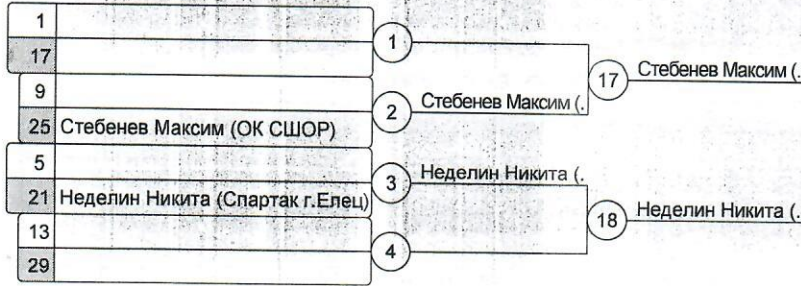 1
17
1
9
25 Стебенев Максим (ОК СШОР)
2
Стебенев Максим (.
17
Стебенев Максим (.
5
21 Неделин Никита (Спартак г.Елец)
3
Неделин Никита (.
13
29
4
18
Неделин Никита (.